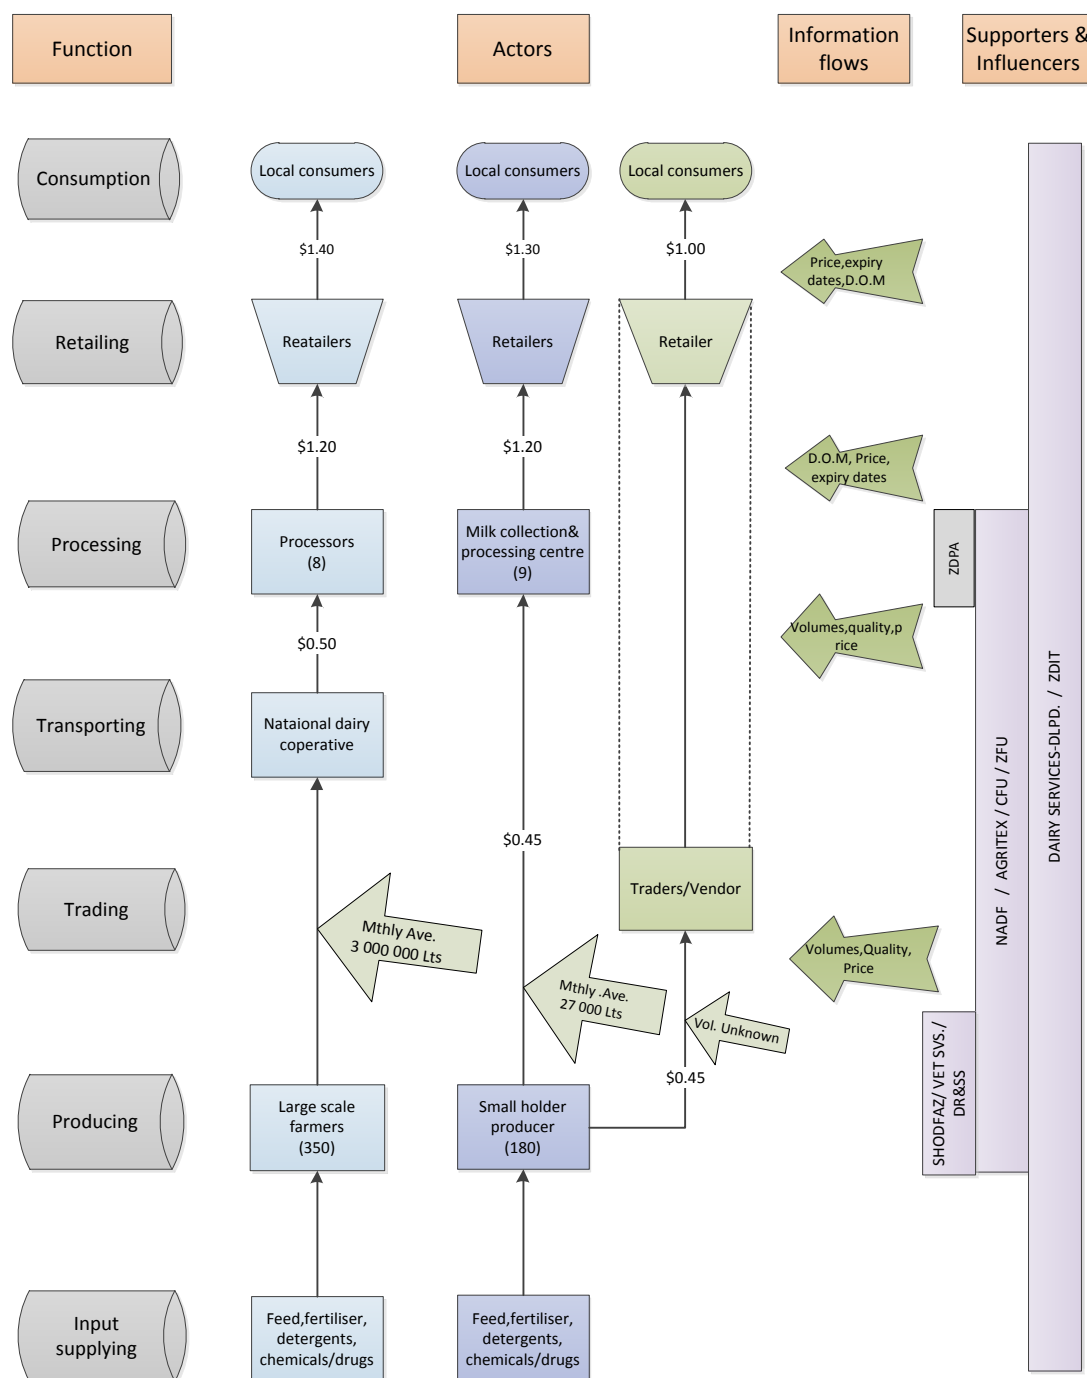 Function
Actors
Information
flows
Supporters &
Influencers
Consumption
Local consumers
Local consumers
Local consumers
$1.40
$1.30
$1.00
Price,expiry
dates,D.O.M
Retailing
Reatailers
Retailers
Retailer
$1.20
$1.20
D.O.M, Price,
expiry dates
Processing
Processors
(8)
Milk collection&
processing centre
(9)
ZDPA
$0.50
Volumes,quality,p
rice
Transporting
Nataional dairy
coperative
NADF / AGRITEX / CFU / ZFU
DAIRY SERVICES-DLPD. / ZDIT
$0.45
Trading
Mthly Ave.
3 000 000 Lts
Traders/Vendor
Volumes,Quality,
Price
Mthly .Ave.
27 000 Lts
Vol. Unknown
$0.45
Producing
Large scale
farmers
(350)
Small holder
producer
(180)
SHODFAZ/ VET SVS./
DR&SS
Input
supplying
Feed,fertiliser,
detergents,
chemicals/drugs
Feed,fertiliser,
detergents,
chemicals/drugs